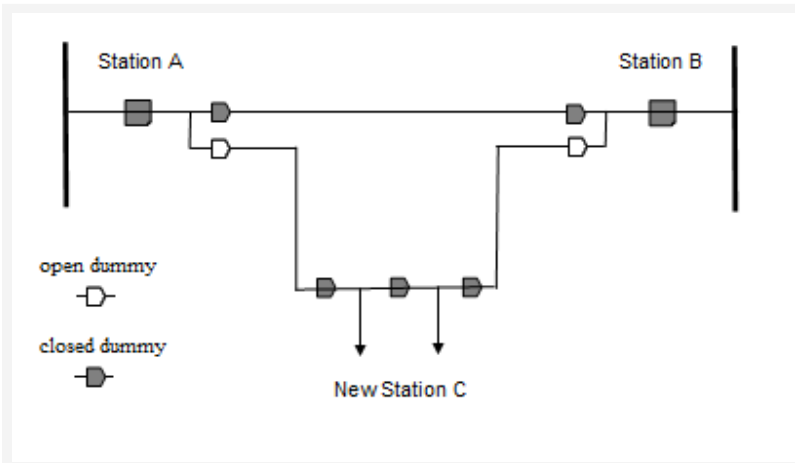 Station A
Station B
open dummy
closed dummy
New Station C